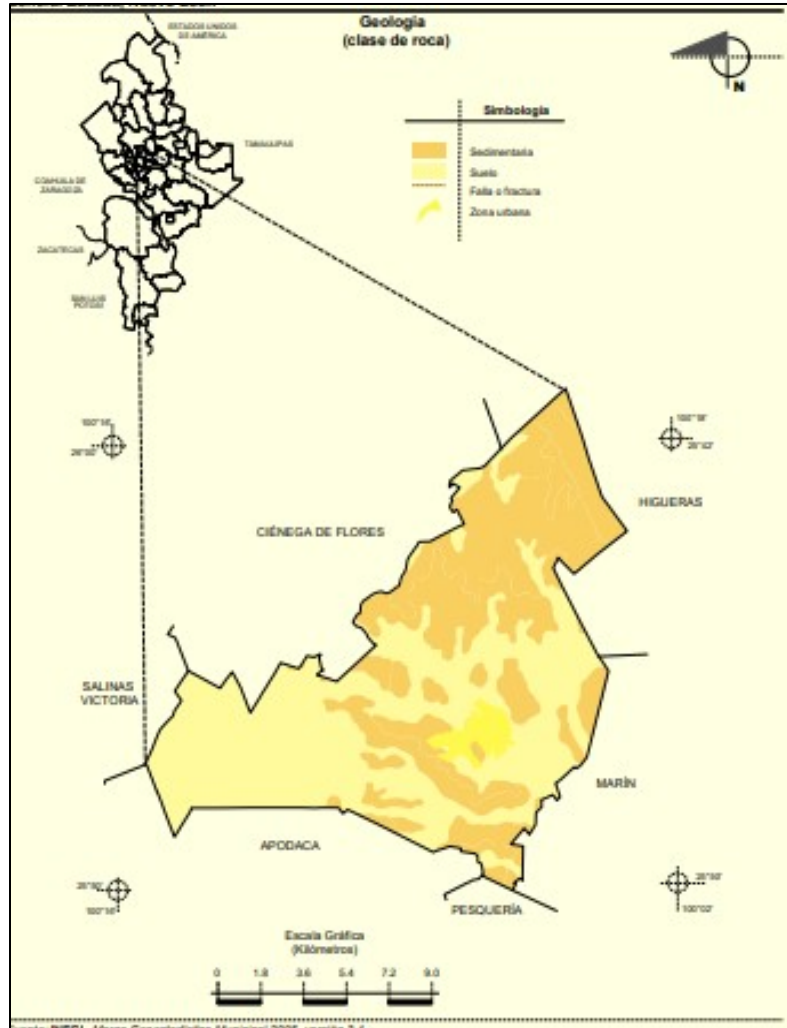 Geología
(clase de roca)
ESTADOS UNIDOS
DE AMÉRICA
N
Simbología
TAMAULIPAS
Sedimentaria
Suelo
COAHUILA DE
ZARAGOZA
Falla o fractura
Zona urbana
ZACATECAS
SAN LUIS
POTOSÍ
HIGUERAS
CIÉNEGA DE FLORES
SALINAS
VICTORIA
MARÍN
APODACA
PESQUERÍA
Escala Gráfica
(Kilómetros)
0 1.8 3.6 5.4 7.2 9.0